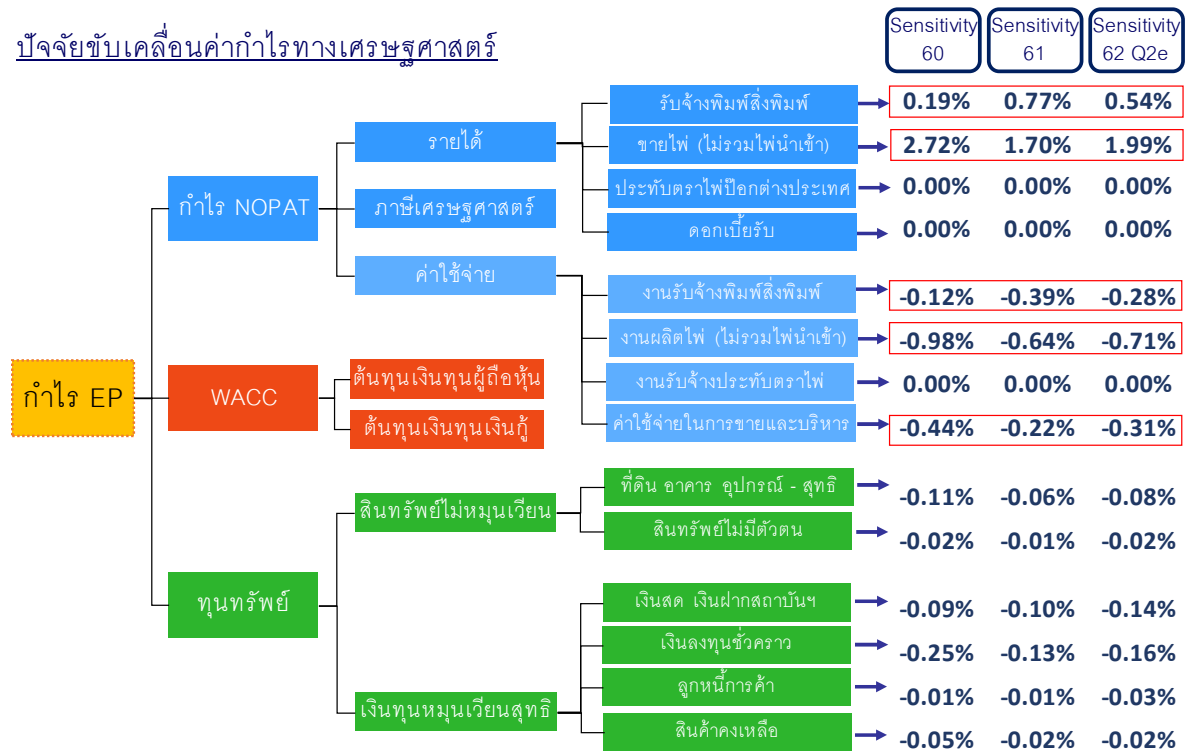 ปัจจัยขับเคลื่อนค่ากำไรทางเศรษฐศาสตร์
Sensitivity 60
Sensitivity 61
Sensitivity 62 Q2e
กำไร EP
กำไร NOPAT
รายได้
รับจ้างพิมพ์สิ่งพิมพ์ 0.19% 0.77% 0.54%
ขายไพ่ (ไม่รวมไพ่นำเข้า) 2.72% 1.70% 1.99%
ประทับตราไพ่ป๊อกต่างประเทศ 0.00% 0.00% 0.00%
ดอกเบี้ยรับ 0.00% 0.00% 0.00%
ภาษีเศรษฐศาสตร์
ค่าใช้จ่าย
งานรับจ้างพิมพ์สิ่งพิมพ์ -0.12% -0.39% -0.28%
งานผลิตไพ่ (ไม่รวมไพ่นำเข้า) -0.98% -0.64% -0.71%
งานรับจ้างประทับตราไพ่ 0.00% 0.00% 0.00%
ค่าใช้จ่ายในการขายและบริหาร -0.44% -0.22% -0.31%
WACC
ต้นทุนเงินทุนผู้ถือหุ้น
ต้นทุนเงินทุนเงินกู้
ทุนทรัพย์
สินทรัพย์ไม่หมุนเวียน
ที่ดิน อาคาร อุปกรณ์ - สุทธิ -0.11% -0.06% -0.08%
สินทรัพย์ไม่มีตัวตน -0.02% -0.01% -0.02%
เงินทุนหมุนเวียนสุทธิ
เงินสด เงินฝากสถาบันฯ -0.09% -0.10% -0.14%
เงินลงทุนชั่วคราว -0.25% -0.13% -0.16%
ลูกหนี้การค้า -0.01% -0.01% -0.03%
สินค้าคงเหลือ -0.05% -0.02% -0.02%